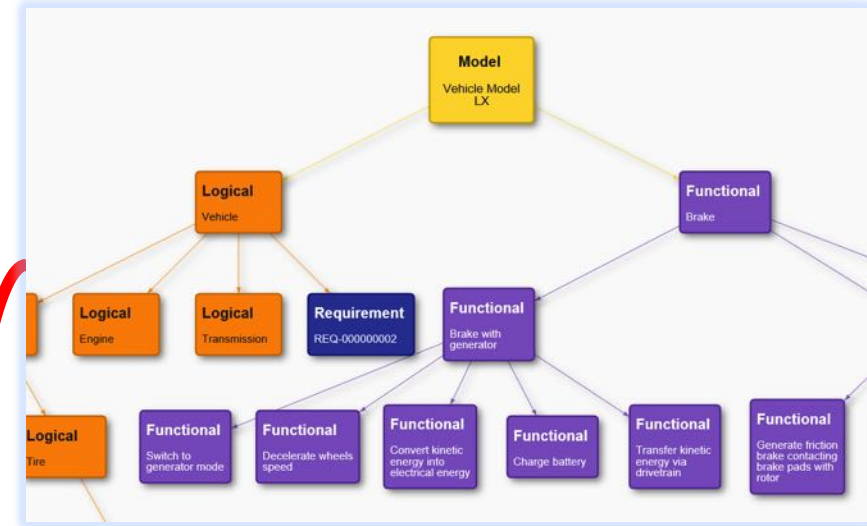 Model
Vehicle Model
LX
Logical
Vehicle
Functional
Brake
Logical
Engine
Logical
Transmission
Requirement
REQ-000000002
Functional
Brake with
generator
Logical
Tire
Functional
Switch to
generator mode
Functional
Decelerate wheels
speed
Functional
Convert kinetic
energy into
electrical energy
Functional
Charge battery
Functional
Transfer kinetic
energy via
drivetrain
Functional
Generate friction
brake contacting
brake pads with
rotor